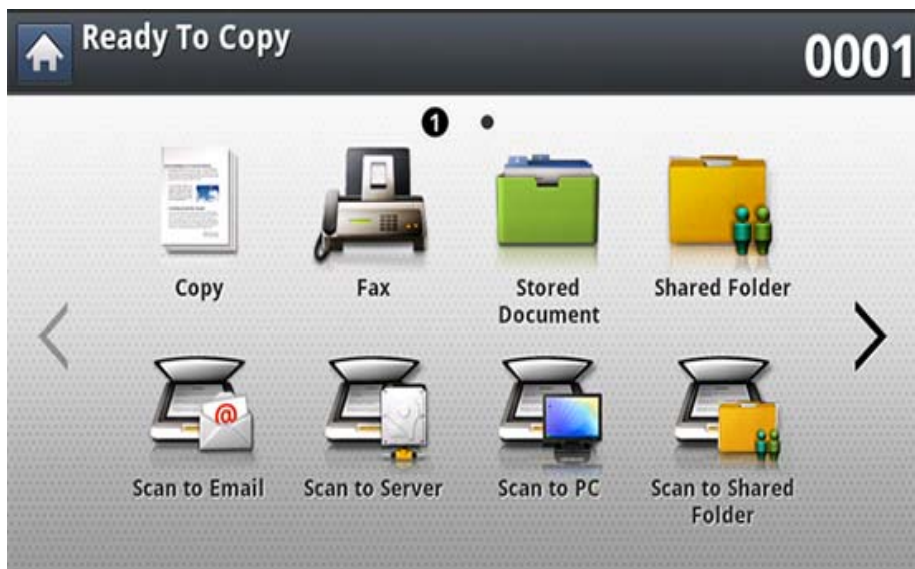 Ready To Copy
0001
1
Copy
Fax
Stored
Document
Shared Folder
@
Scan to Email
Scan to Server
Scan to PC
Scan to Shared
Folder